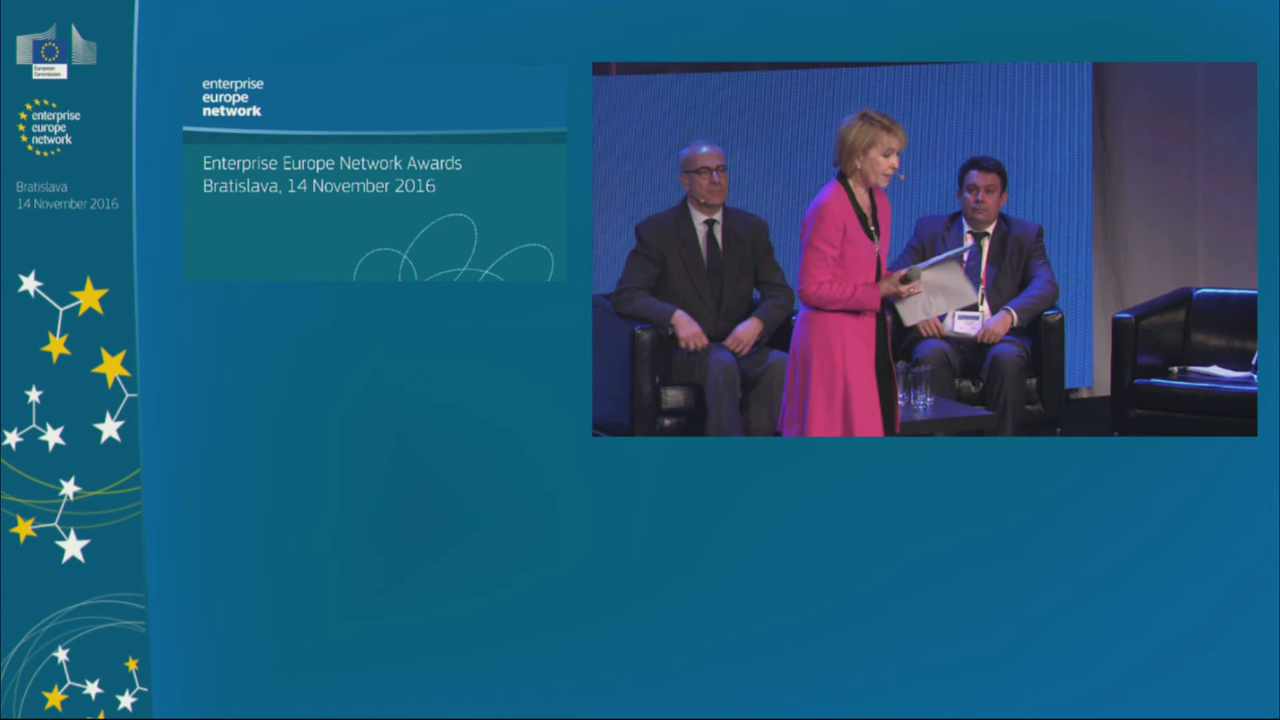 European
Commission
enterprise
europe
network
Bratislava
14 November 2016
enterprise
europe
network
Enterprise Europe Network Awards
Bratislava, 14 November 2016